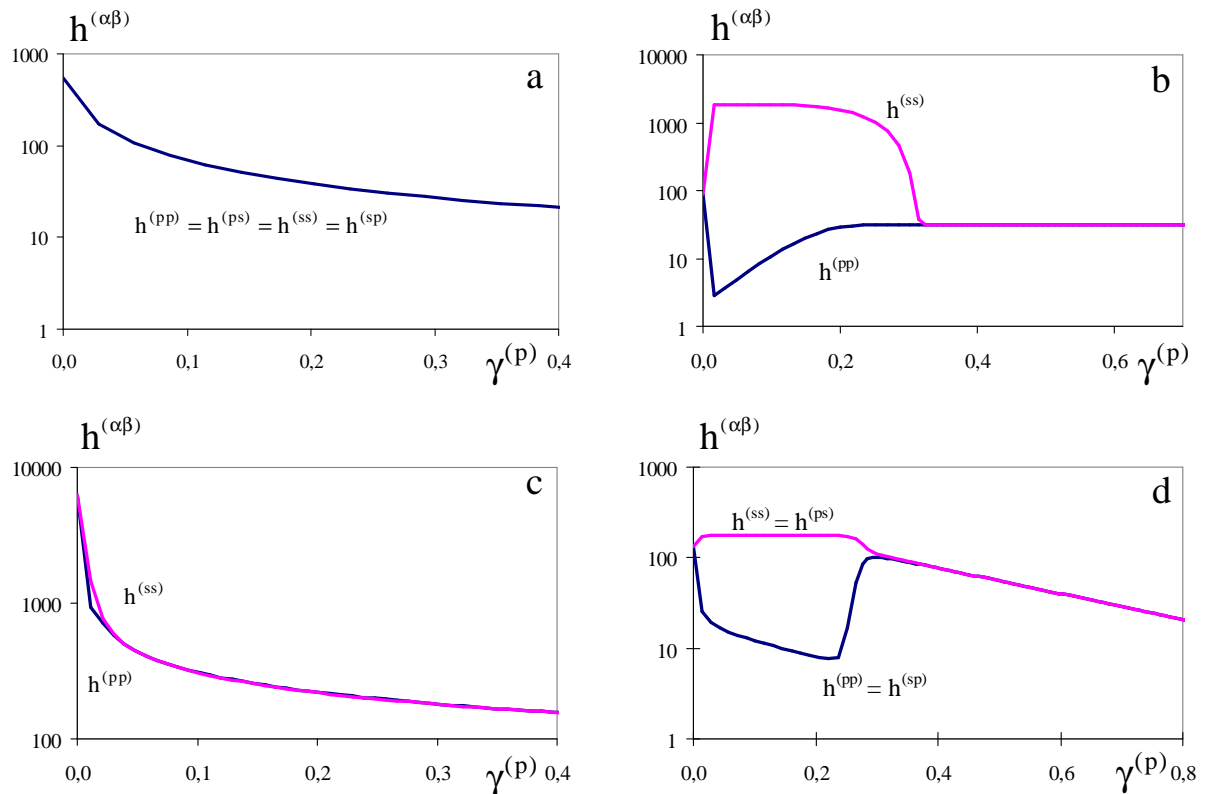 h^(αβ)
a
1000
100
10
1
h^(pp) = h^(ps) = h^(ss) = h^(sp)
0,0 0,1 0,2 0,3 γ^(p) 0,4
h^(αβ)
b
10000
1000
100
10
1
h^(ss)
h^(pp)
0,0 0,2 0,4 0,6 γ^(p)
h^(αβ)
c
10000
1000
100
h^(ss)
h^(pp)
0,0 0,1 0,2 0,3 γ^(p) 0,4
h^(αβ)
d
1000
100
10
1
h^(ss) = h^(ps)
h^(pp) = h^(sp)
0,0 0,2 0,4 0,6 γ^(p) 0,8